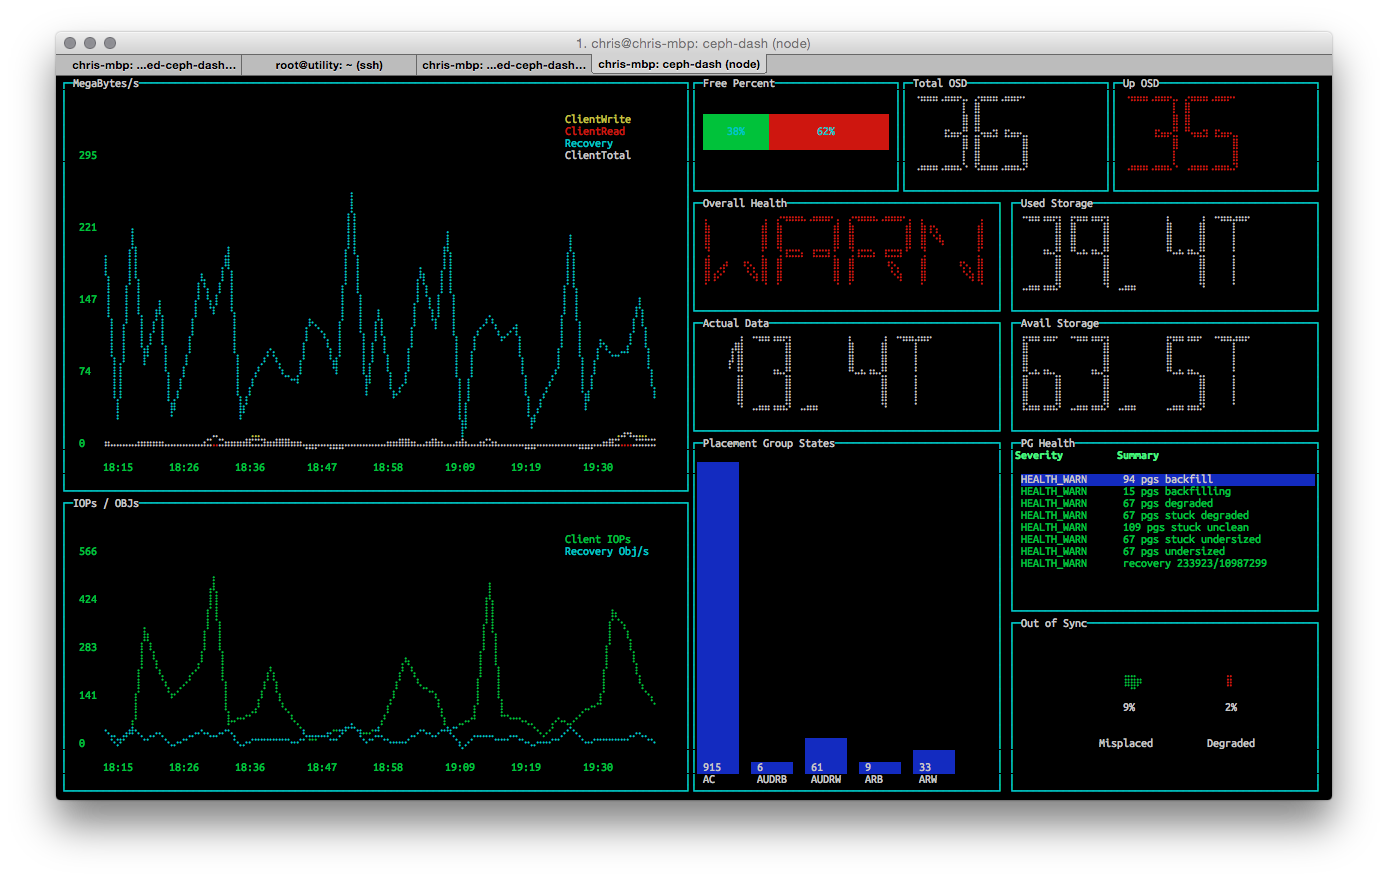 1. chris@chris-mbp: ceph-dash (node)
chris-mbp: ...ed-ceph-dash...
root@utility: ~ (ssh)
chris-mbp: ...ed-ceph-dash...
chris-mbp: ceph-dash (node)
MegaBytes/s
ClientWrite
ClientRead
Recovery
ClientTotal
295
221
147
74
0
18:15 18:26 18:36 18:47 18:58 19:09 19:19 19:30
IOPs / OBJs
Client IOPs
Recovery Obj/s
566
424
283
141
0
18:15 18:26 18:36 18:47 18:58 19:09 19:19 19:30
Free Percent
38% 62%
Total OSD
36
Up OSD
35
Overall Health
WARN
Used Storage
39.4T
Actual Data
13.4T
Avail Storage
63.5T
Placement Group States
915 6 61 9 33
AC AUDRB AUDRW ARB ARW
PG Health
Severity Summary
HEALTH_WARN 94 pgs backfill
HEALTH_WARN 15 pgs backfilling
HEALTH_WARN 67 pgs degraded
HEALTH_WARN 67 pgs stuck degraded
HEALTH_WARN 109 pgs stuck unclean
HEALTH_WARN 67 pgs stuck undersized
HEALTH_WARN 67 pgs undersized
HEALTH_WARN recovery 233923/10987299
Out of Sync
9% 2%
Misplaced Degraded